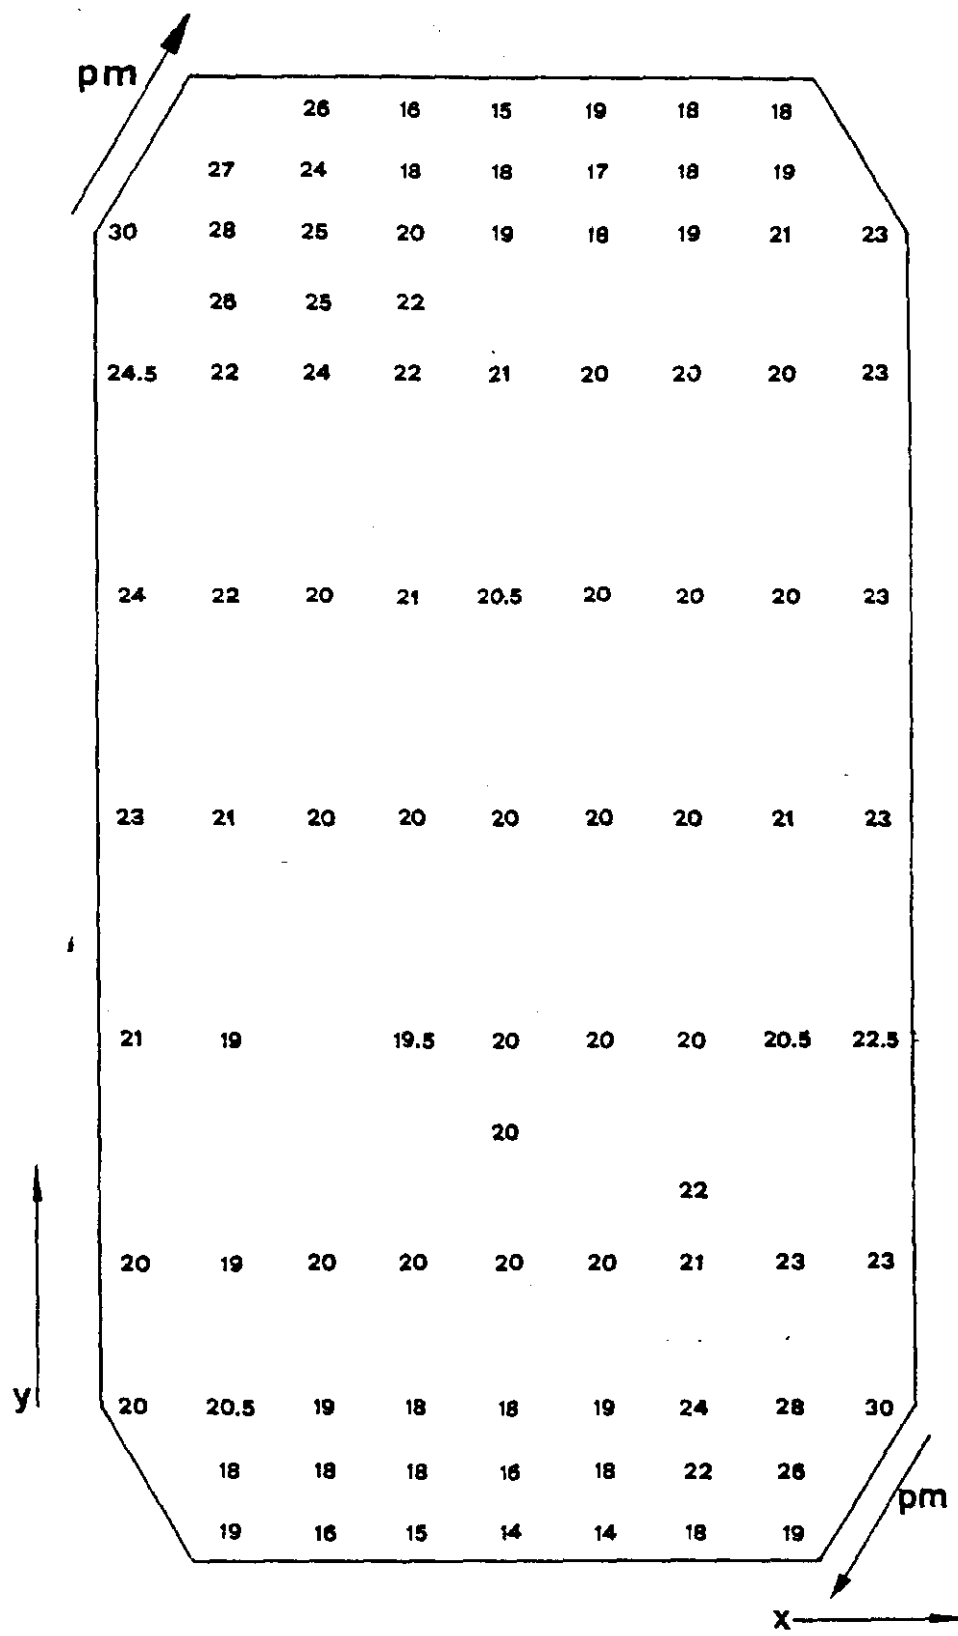 pm
26 16 15 19 18 18
27 24 18 18 17 18 19
30 28 25 20 19 18 19 21 23
26 25 22
24.5 22 24 22 21 20 20 20 23
24 22 20 21 20.5 20 20 20 23
23 21 20 20 20 20 20 21 23
21 19 19.5 20 20 20 20.5 22.5
20
22
20 19 20 20 20 20 21 23 23
y
20 20.5 19 18 18 19 24 28 30
18 18 18 16 18 22 26
pm
19 16 15 14 14 18 19
x